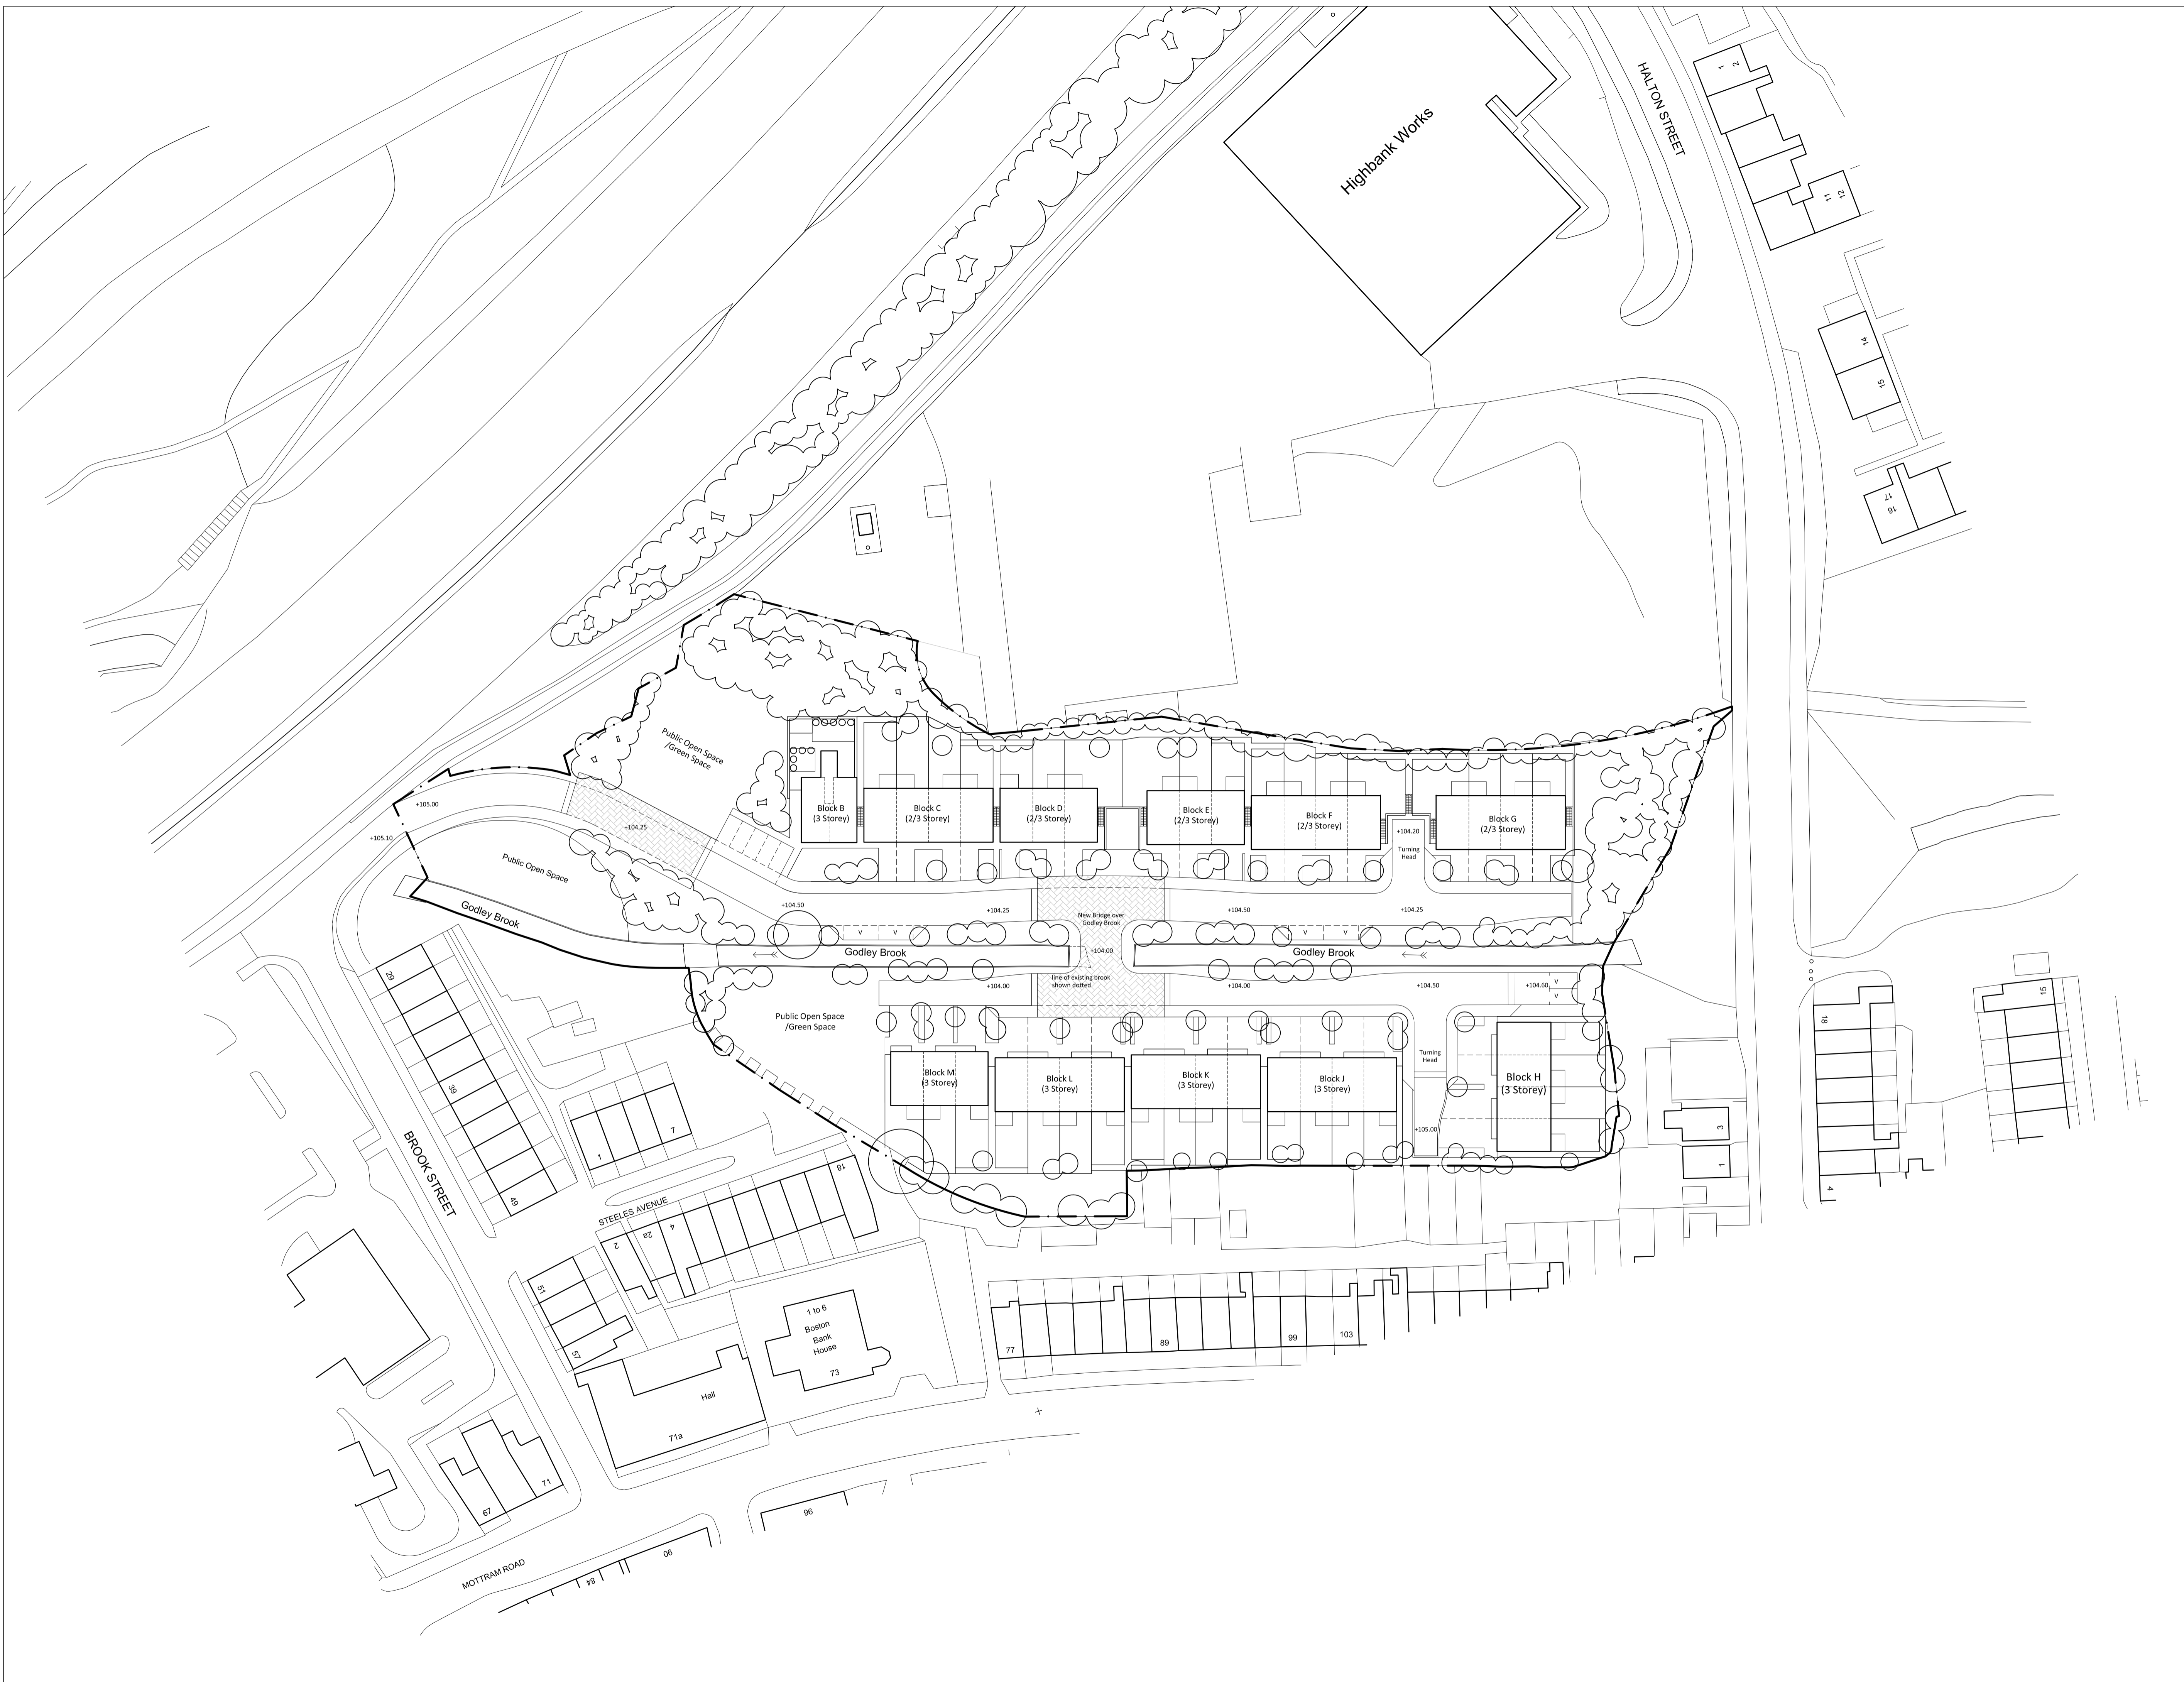 HALTON STREET
1
2
Highbank Works
11
12
14
15
17
16
Public Open Space
/Green Space
Block B
(3 Storey)
Block C
(2/3 Storey)
Block D
(2/3 Storey)
Block E
(2/3 Storey)
Block F
(2/3 Storey)
Block G
(2/3 Storey)
+105.00
+105.10
+104.25
+104.20
Turning
Head
Public Open Space
Godley Brook
+104.50
+104.25
New Bridge over
Godley Brook
+104.50
+104.25
V
V
V
V
Godley Brook
+104.00
Godley Brook
line of existing brook
shown dotted
+104.00
+104.00
+104.50
+104.60
V
V
29
39
49
Public Open Space
/Green Space
Turning
Head
Block M
(3 Storey)
Block L
(3 Storey)
Block K
(3 Storey)
Block J
(3 Storey)
Block H
(3 Storey)
+105.00
18
15
3
1
4
1
7
BROOK STREET
STEELES AVENUE
2
2a
4
18
51
57
1 to 6
Boston
Bank
House
73
Hall
71a
77
89
99
103
67
71
MOTTRAM ROAD
84
90
96